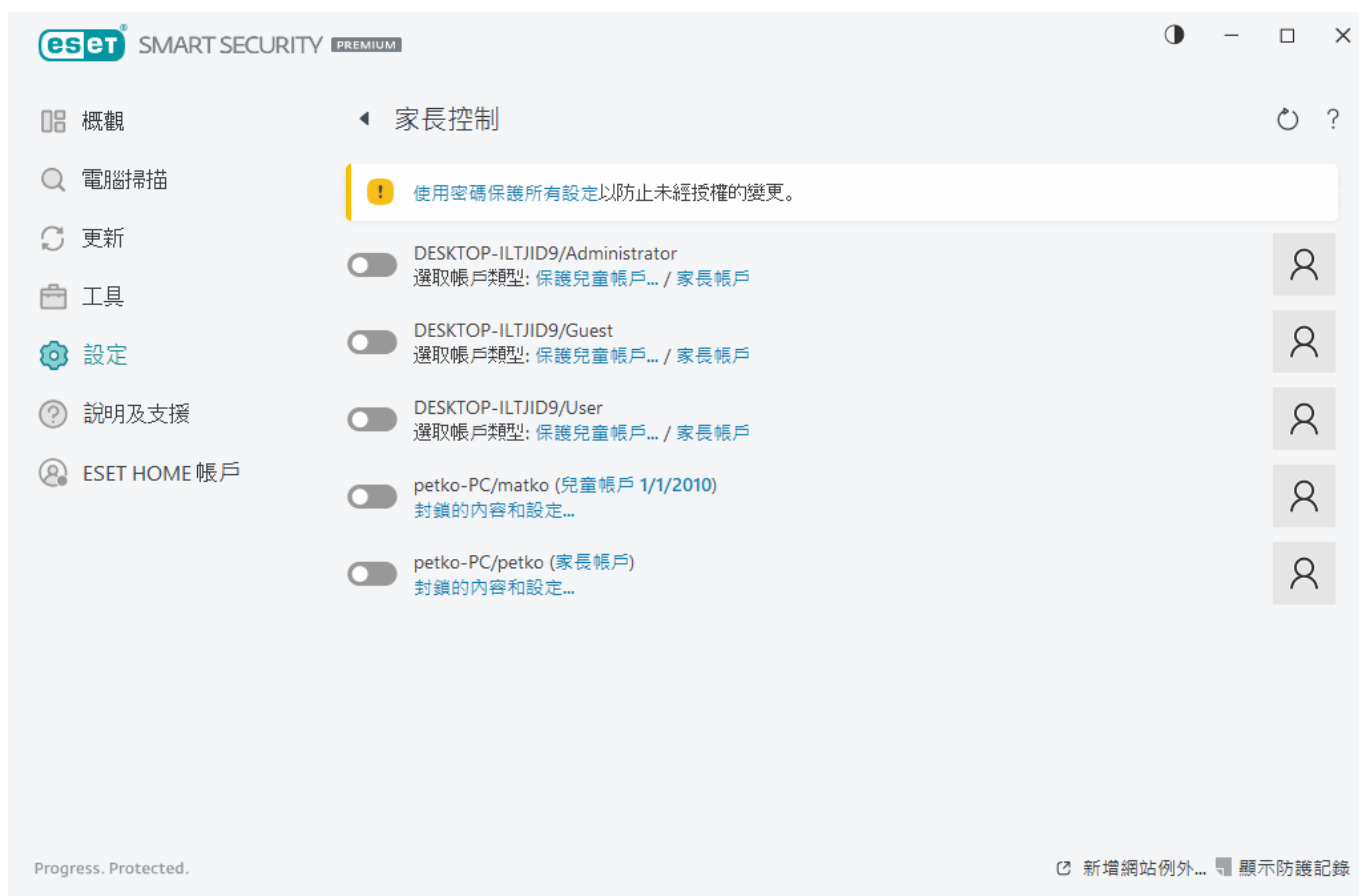 eseT® SMART SECURITY PREMIUM
概觀
電腦掃描
更新
工具
設定
說明及支援
ESET HOME 帳戶
家長控制
?
使用密碼保護所有設定以防止未經授權的變更。
DESKTOP-ILTJID9/Administrator
選取帳戶類型: 保護兒童帳戶... / 家長帳戶
DESKTOP-ILTJID9/Guest
選取帳戶類型: 保護兒童帳戶... / 家長帳戶
DESKTOP-ILTJID9/User
選取帳戶類型: 保護兒童帳戶... / 家長帳戶
petko-PC/matko (兒童帳戶 1/1/2010)
封鎖的內容和設定...
petko-PC/petko (家長帳戶)
封鎖的內容和設定...
Progress. Protected.
新增網站例外... 顯示防護記錄